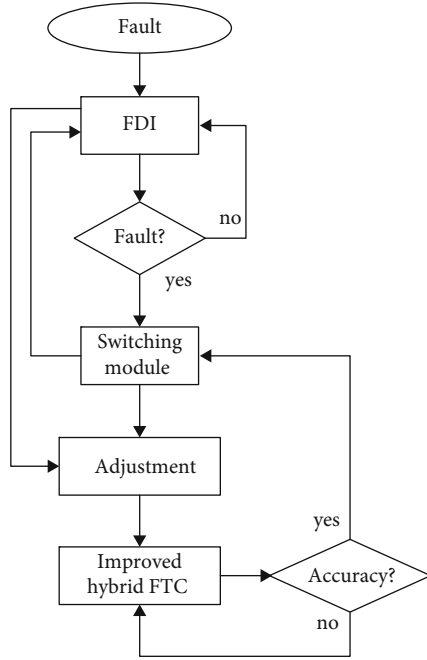 Fault
FDI
no
Fault?
yes
Switching
module
Adjustment
yes
Improved
hybrid FTC
Accuracy?
no